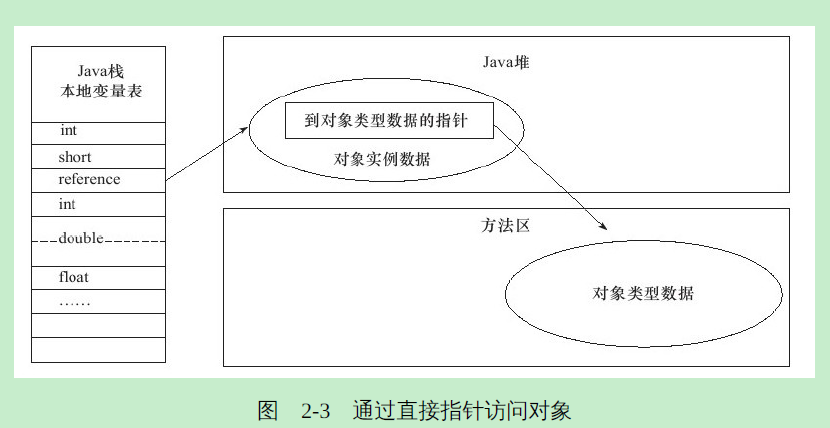 Java栈
本地变量表
int
short
reference
int
double
float
……
Java堆
到对象类型数据的指针
对象实例数据
方法区
对象类型数据
图 2-3 通过直接指针访问对象